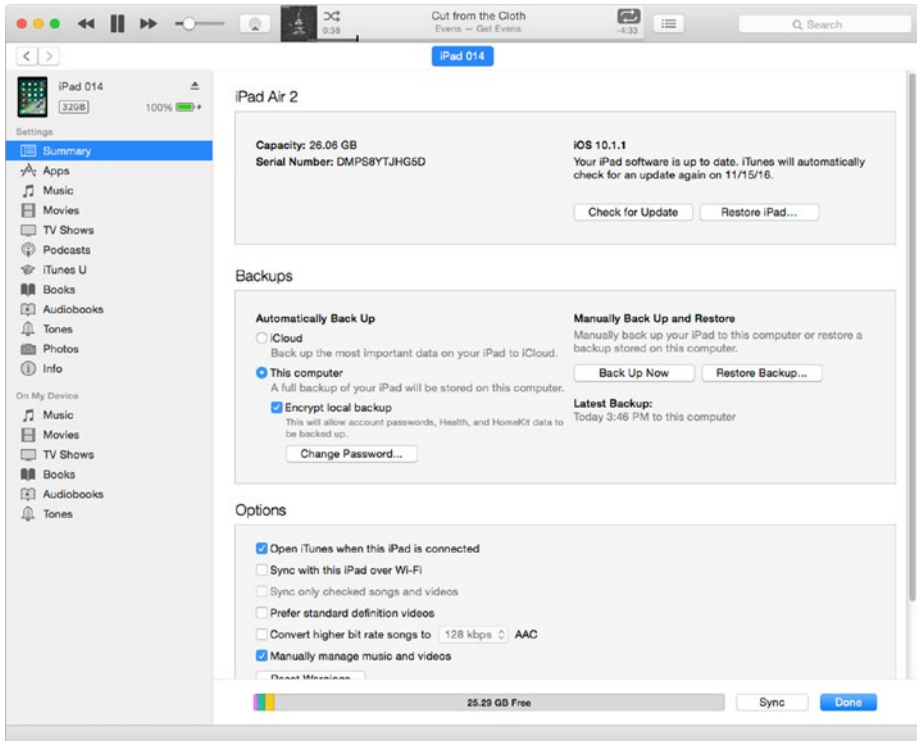 Cut from the Cloth
0:38
Evens — Get Evens
-4:33
Search
iPad 014
iPad 014
32GB
100%
Settings
Summary
Apps
Music
Movies
TV Shows
Podcasts
iTunes U
Books
Audiobooks
Tones
Photos
Info
On My Device
Music
Movies
TV Shows
Books
Audiobooks
Tones
iPad Air 2
Capacity: 26.06 GB
Serial Number: DMPS8YTJHG5D
iOS 10.1.1
Your iPad software is up to date. iTunes will automatically
check for an update again on 11/15/16.
Check for Update
Restore iPad...
Backups
Automatically Back Up
iCloud
Back up the most important data on your iPad to iCloud.
This computer
A full backup of your iPad will be stored on this computer.
Encrypt local backup
This will allow account passwords, Health, and HomeKit data to
be backed up.
Change Password...
Manually Back Up and Restore
Manually back up your iPad to this computer or restore a
backup stored on this computer.
Back Up Now
Restore Backup...
Latest Backup:
Today 3:46 PM to this computer
Options
Open iTunes when this iPad is connected
Sync with this iPad over Wi-Fi
Sync only checked songs and videos
Prefer standard definition videos
Convert higher bit rate songs to 128 kbps AAC
Manually manage music and videos
Reset Warnings
25.29 GB Free
Sync
Done